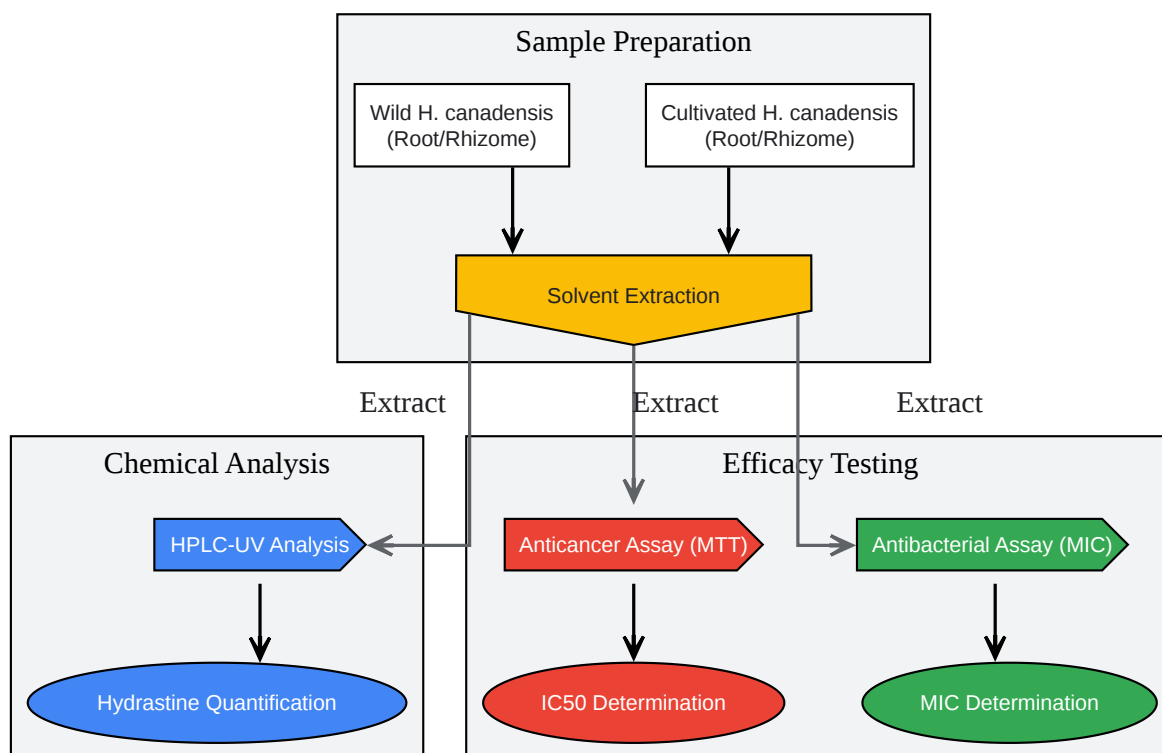 Sample Preparation
Wild H. canadensis
(Root/Rhizome)
Cultivated H. canadensis
(Root/Rhizome)
Solvent Extraction
Extract
Extract
Extract
Chemical Analysis
Efficacy Testing
HPLC-UV Analysis
Anticancer Assay (MTT)
Antibacterial Assay (MIC)
Hydrastine Quantification
IC50 Determination
MIC Determination